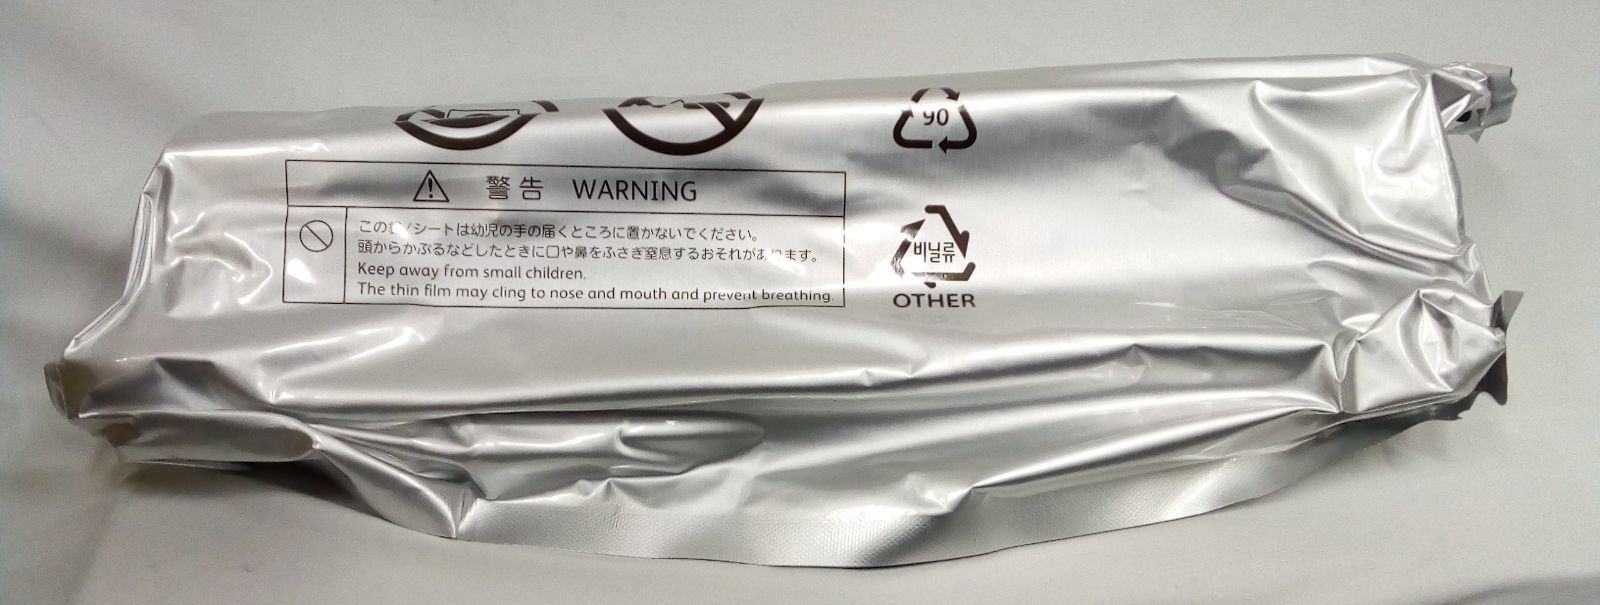 90
警告 WARNING
このシートは幼児の手の届くところに置かないでください。
頭からかぶるなどしたときに口や鼻をふさぎ窒息するおそれがあります。
Keep away from small children.
The thin film may cling to nose and mouth and prevent breathing.
비닐류
OTHER